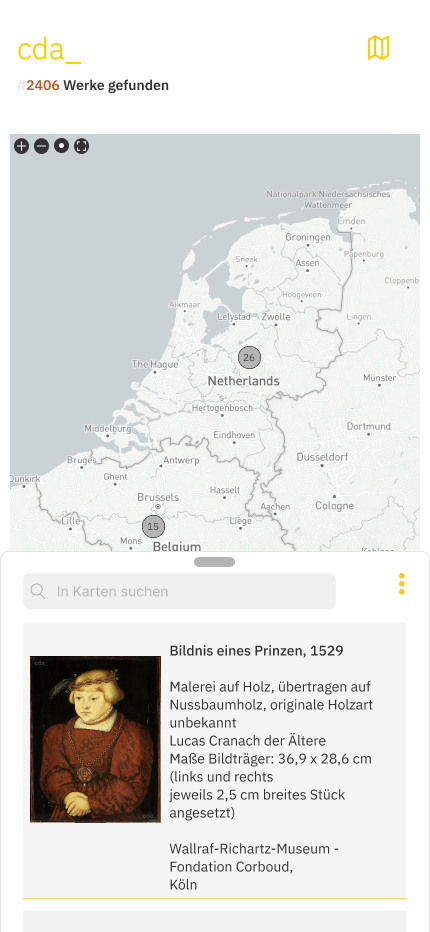 cda_
#2406 Werke gefunden
Nationalpark Niedersächsisches
Wattenmeer
Emden
Groningen
Papenburg
Sneek
Assen
Cloppenb
Hoogeveen
Alkmaar
Lelystad
Zwolle
Lingen
26
The Hague
Netherlands
Münster
's-
Hertogenbosch
Middelburg
Eindhoven
Dortmund
Bruges
Antwerp
Dusseldorf
Dunkirk
Ghent
Hasselt
Brussels
Aachen
Cologne
Lille
15
Liège
Mons
Belgium
Koblenz
In Karten suchen
cda_
Bildnis eines Prinzen, 1529
Malerei auf Holz, übertragen auf
Nussbaumholz, originale Holzart
unbekannt
Lucas Cranach der Ältere
Maße Bildträger: 36,9 x 28,6 cm
(links und rechts
jeweils 2,5 cm breites Stück
angesetzt)
Wallraf-Richartz-Museum -
Fondation Corboud,
Köln